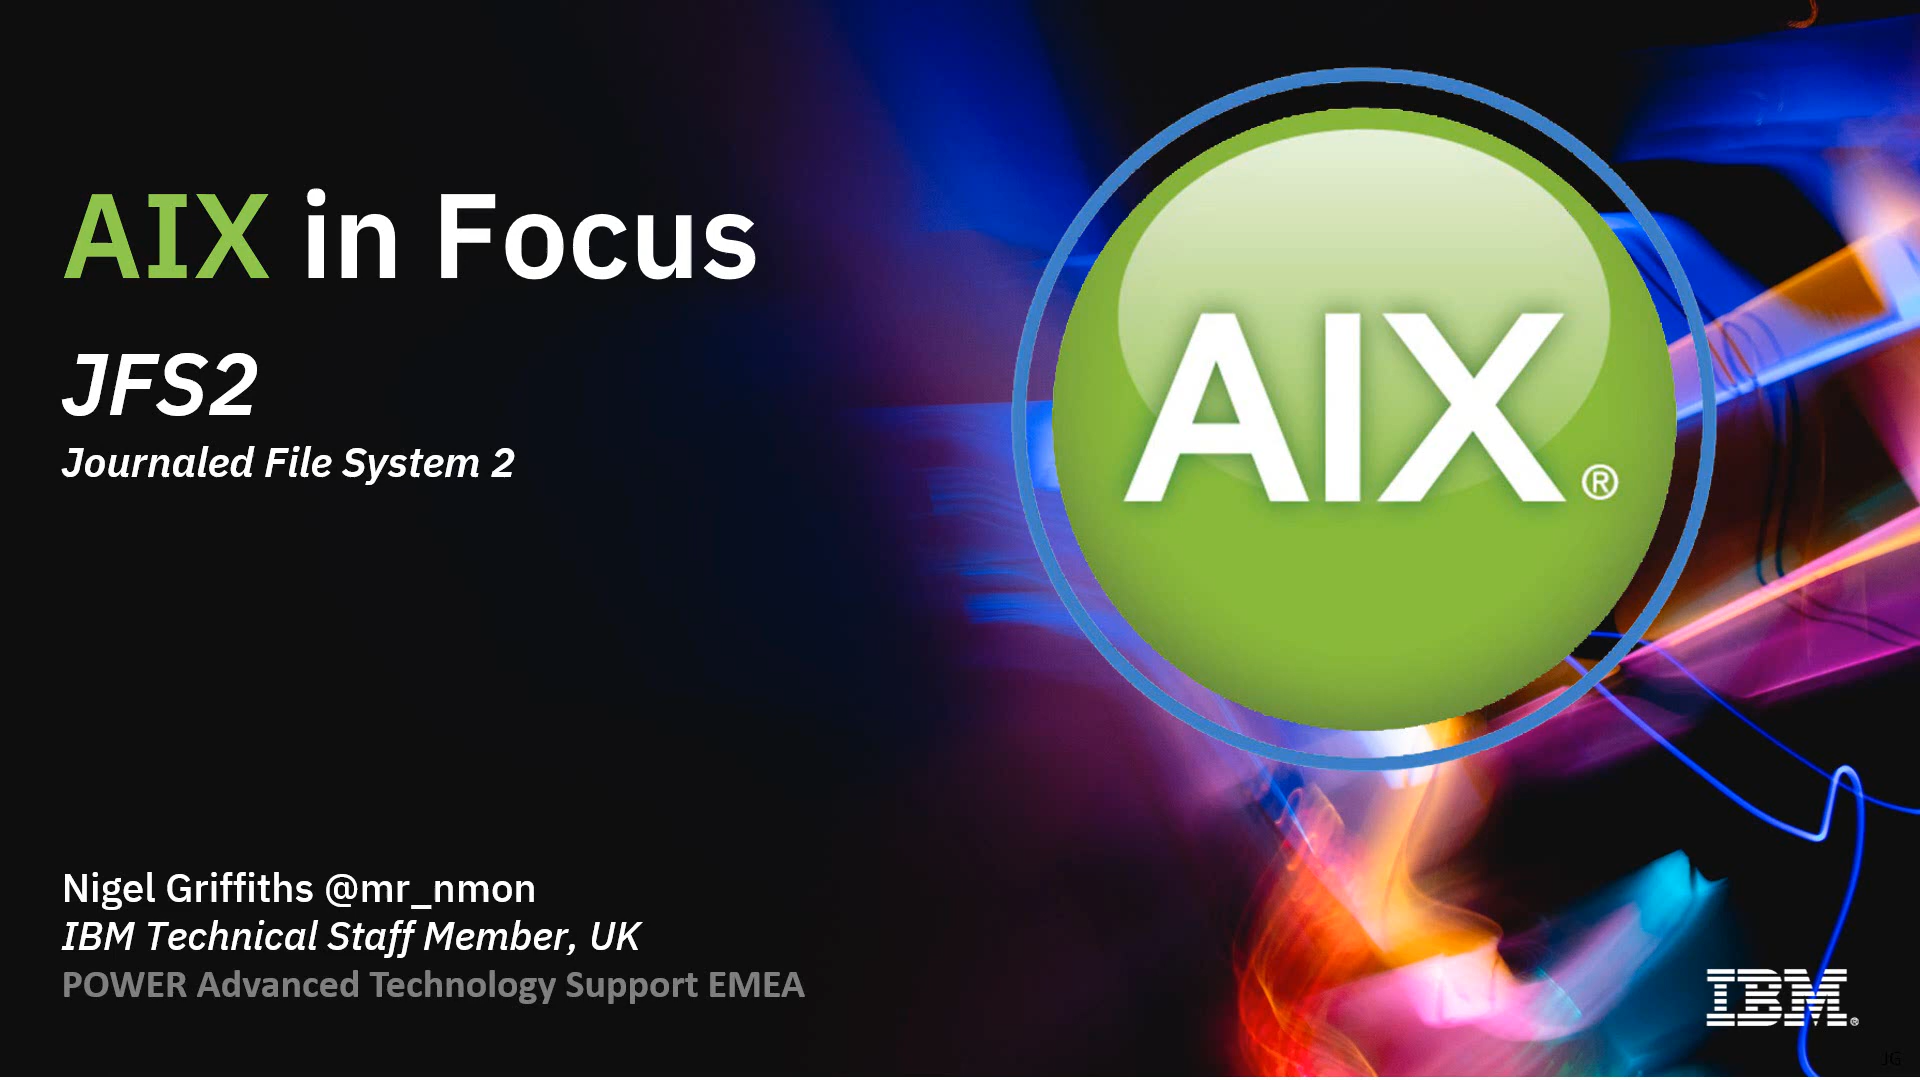 AIX in Focus
JFS2
Journaled File System 2
AIX®
Nigel Griffiths @mr_nmon
IBM Technical Staff Member, UK
POWER Advanced Technology Support EMEA
IBM®
JG